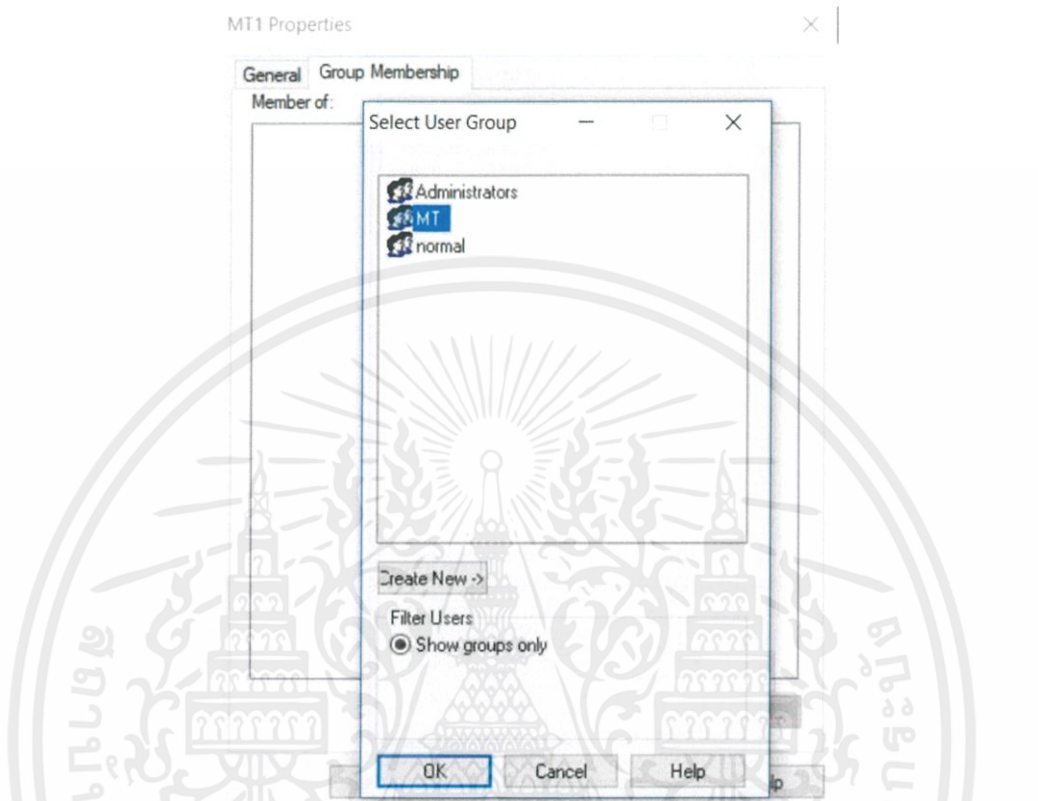 MT1 Properties
General Group Membership
Member of:
Select User Group
Administrators
MT
normal
Create New ->
Filter Users
Show groups only
OK Cancel Help
lp